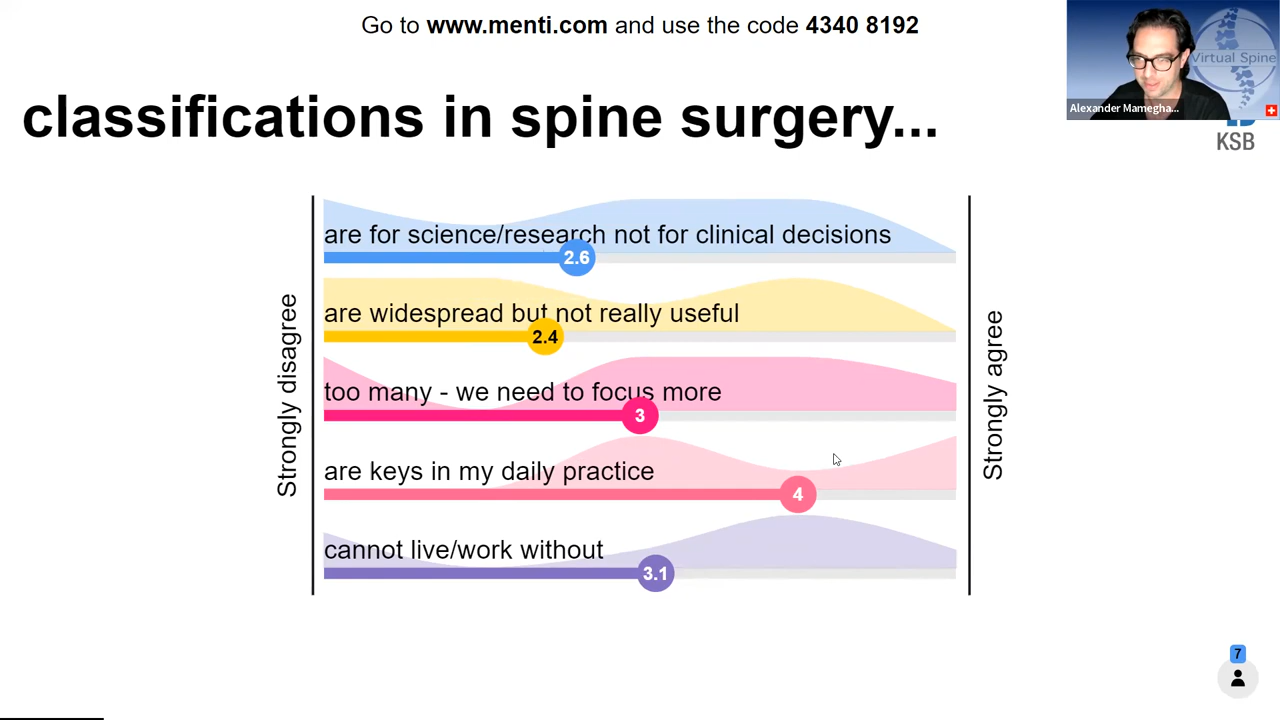 Go to www.menti.com and use the code 4340 8192
Virtual Spine
Alexander Mamegha...
KSB
classifications in spine surgery...
Strongly disagree
are for science/research not for clinical decisions
2.6
are widespread but not really useful
2.4
too many - we need to focus more
3
are keys in my daily practice
4
cannot live/work without
3.1
Strongly agree
7